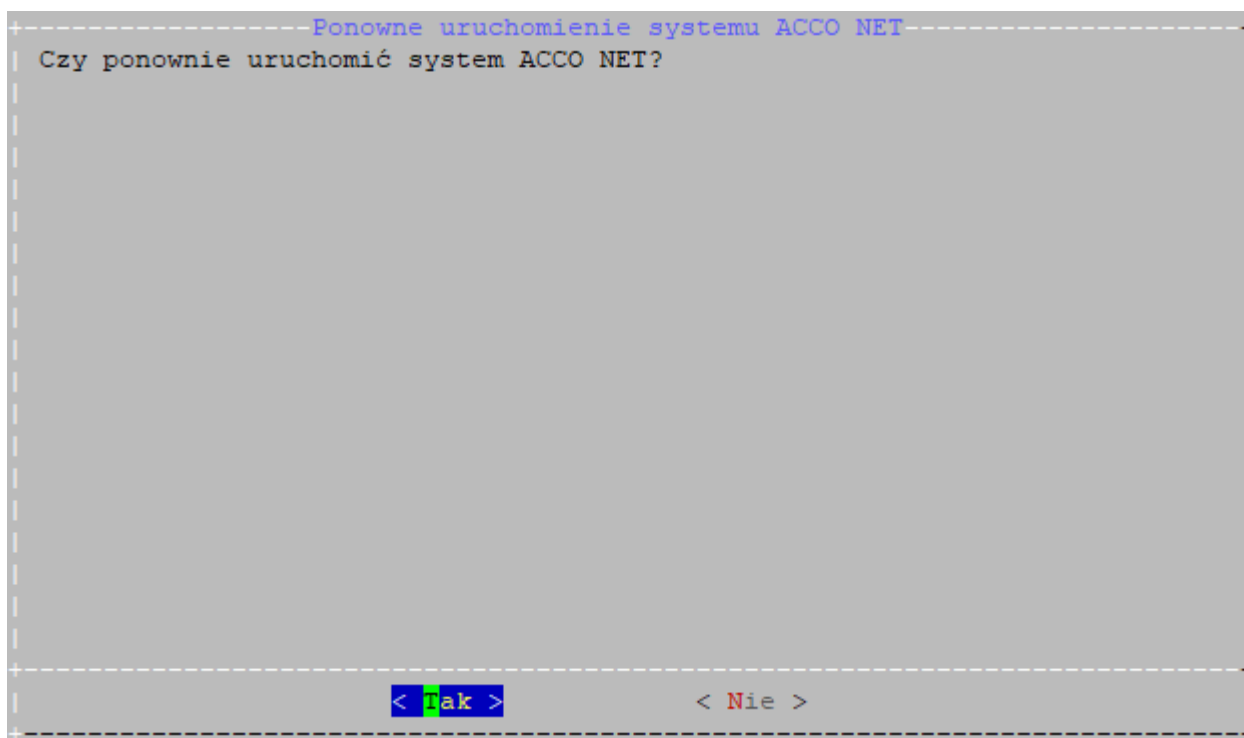 Ponowne uruchomienie systemu ACCO NET
Czy ponownie uruchomić system ACCO NET?
< Tak > < Nie >